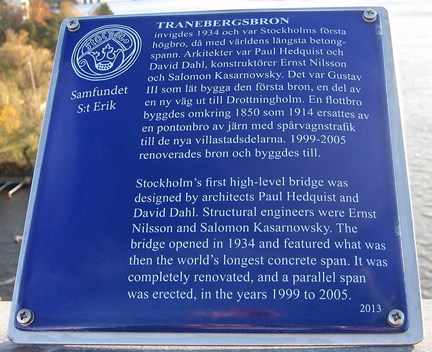 TRANEBERGSBRON
invigdes 1934 och var Stockholms första
högbro, då med världens längsta betong-
spann. Arkitekter var Paul Hedquist och
David Dahl, konstruktörer Ernst Nilsson
och Salomon Kasarnowsky. Det var Gustav
III som lät bygga den första bron, en del av
en ny väg ut till Drottningholm. En flottbro
byggdes omkring 1850 som 1914 ersattes av
en pontonbro av järn med spårvagnstrafik
till de nya villastadsdelarna. 1999-2005
renoverades bron och byggdes till.
Samfundet
S:t Erik
Stockholm's first high-level bridge was
designed by architects Paul Hedquist and
David Dahl. Structural engineers were Ernst
Nilsson and Salomon Kasarnowsky. The
bridge opened in 1934 and featured what was
then the world's longest concrete span. It was
completely renovated, and a parallel span
was erected, in the years 1999 to 2005.
2013